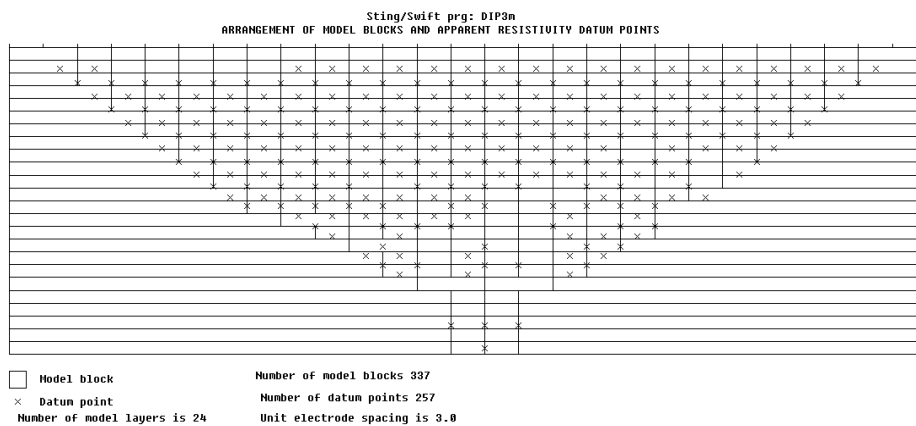 Sting/Swift prg: DIP3m
ARRANGEMENT OF MODEL BLOCKS AND APPARENT RESISTIVITY DATUM POINTS
Model block
Number of model blocks 337
Datum point
Number of datum points 257
Number of model layers is 24
Unit electrode spacing is 3.0